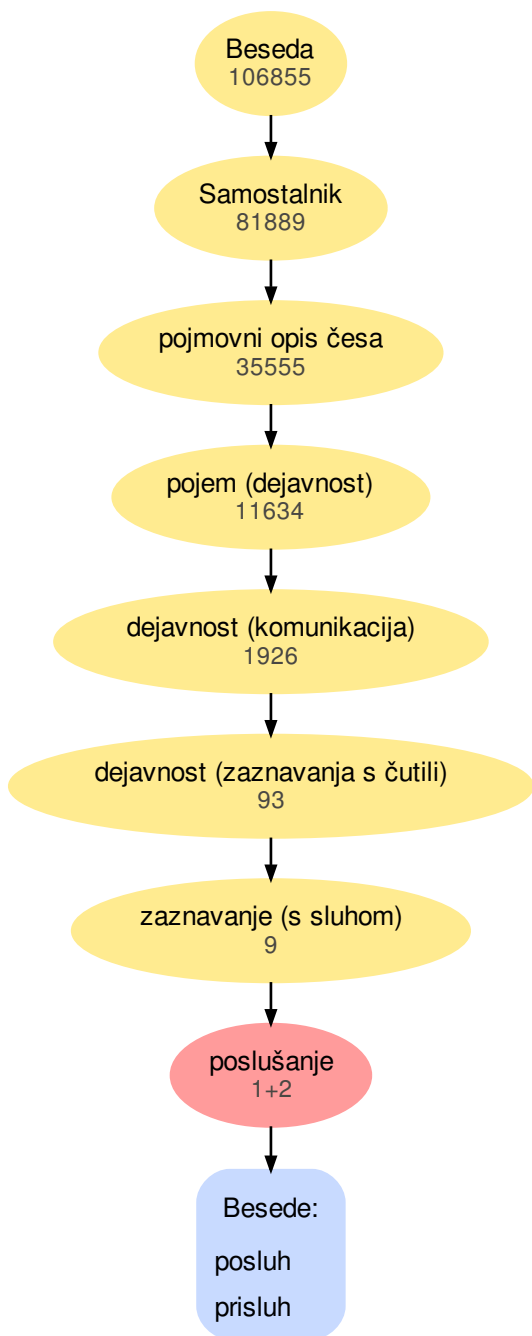 Beseda
106855
Samostalnik
81889
pojmovni opis česa
35555
pojem (dejavnost)
11634
dejavnost (komunikacija)
1926
dejavnost (zaznavanja s čutili)
93
zaznavanje (s sluhom)
9
poslušanje
1+2
Besede:
posluh
prisluh